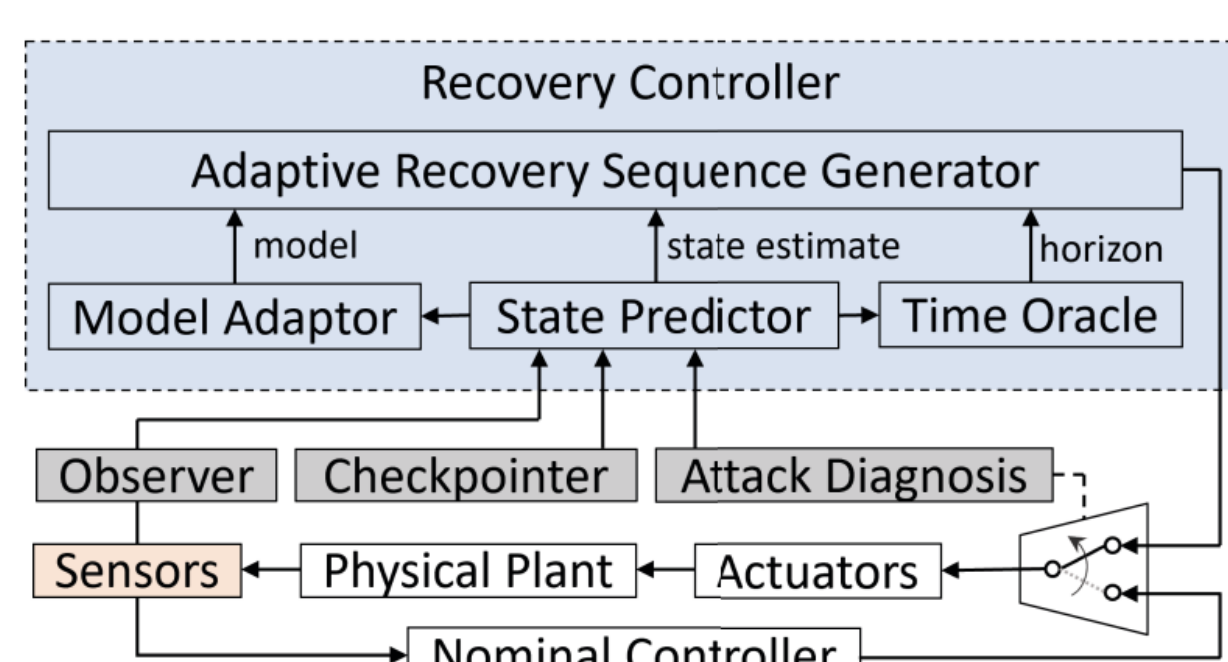 Recovery Controller
Adaptive Recovery Sequence Generator
model
state estimate
horizon
Model Adaptor
State Predictor
Time Oracle
Observer
Checkpointer
Attack Diagnosis
Sensors
Physical Plant
Actuators
Nominal Controller